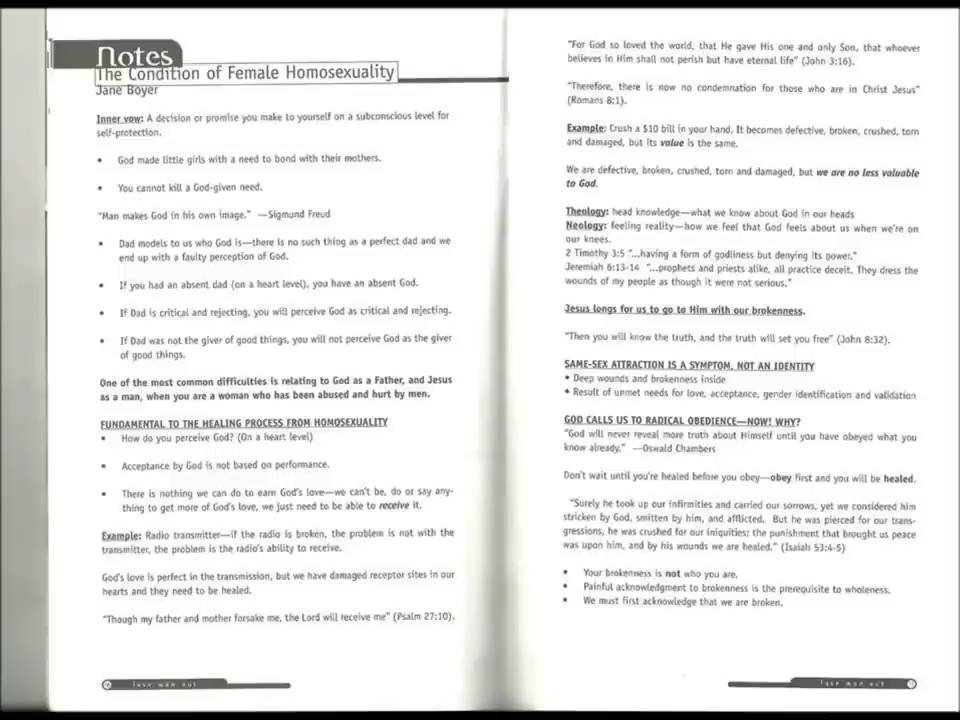 Notes
The Condition of Female Homosexuality
Jane Boyer
Inner vow: A decision or promise you make to yourself on a subconscious level for
self-protection.
• God made little girls with a need to bond with their mothers.
• You cannot kill a God-given need.
"Man makes God in his own image." —Sigmund Freud
• Dad models to us who God is—there is no such thing as a perfect dad and we
end up with a faulty perception of God.
• If you had an absent dad (on a heart level), you have an absent God.
• If Dad is critical and rejecting, you will perceive God as critical and rejecting.
• If Dad was not the giver of good things, you will not perceive God as the giver
of good things.
One of the most common difficulties is relating to God as a Father, and Jesus
as a man, when you are a woman who has been abused and hurt by men.
FUNDAMENTAL TO THE HEALING PROCESS FROM HOMOSEXUALITY
• How do you perceive God? (On a heart level)
• Acceptance by God is not based on performance.
• There is nothing we can do to earn God's love—we can't be, do or say any-
thing to get more of God's love, we just need to be able to receive it.
Example: Radio transmitter—if the radio is broken, the problem is not with the
transmitter, the problem is the radio's ability to receive.
God's love is perfect in the transmission, but we have damaged receptor sites in our
hearts and they need to be healed.
"Though my father and mother forsake me, the Lord will receive me" (Psalm 27:10).
love won out
"For God so loved the world, that He gave His one and only Son, that whoever
believes in Him shall not perish but have eternal life" (John 3:16).
"Therefore, there is now no condemnation for those who are in Christ Jesus"
(Romans 8:1).
Example: Crush a $10 bill in your hand. It becomes defective, broken, crushed, torn
and damaged, but its value is the same.
We are defective, broken, crushed, torn and damaged, but we are no less valuable
to God.
Theology: head knowledge—what we know about God in our heads
Neology: feeling reality—how we feel that God feels about us when we're on
our knees.
2 Timothy 3:5 "...having a form of godliness but denying its power."
Jeremiah 6:13-14 "...prophets and priests alike, all practice deceit. They dress the
wounds of my people as though it were not serious."
Jesus longs for us to go to Him with our brokenness.
"Then you will know the truth, and the truth will set you free" (John 8:32).
SAME-SEX ATTRACTION IS A SYMPTOM, NOT AN IDENTITY
• Deep wounds and brokenness inside
• Result of unmet needs for love, acceptance, gender identification and validation
GOD CALLS US TO RADICAL OBEDIENCE—NOW! WHY?
"God will never reveal more truth about Himself until you have obeyed what you
know already." —Oswald Chambers
Don't wait until you're healed before you obey—obey first and you will be healed.
"Surely he took up our infirmities and carried our sorrows, yet we considered him
stricken by God, smitten by him, and afflicted. But he was pierced for our trans-
gressions, he was crushed for our iniquities; the punishment that brought us peace
was upon him, and by his wounds we are healed." (Isaiah 53:4-5)
• Your brokenness is not who you are.
• Painful acknowledgment to brokenness is the prerequisite to wholeness.
• We must first acknowledge that we are broken.
love won out